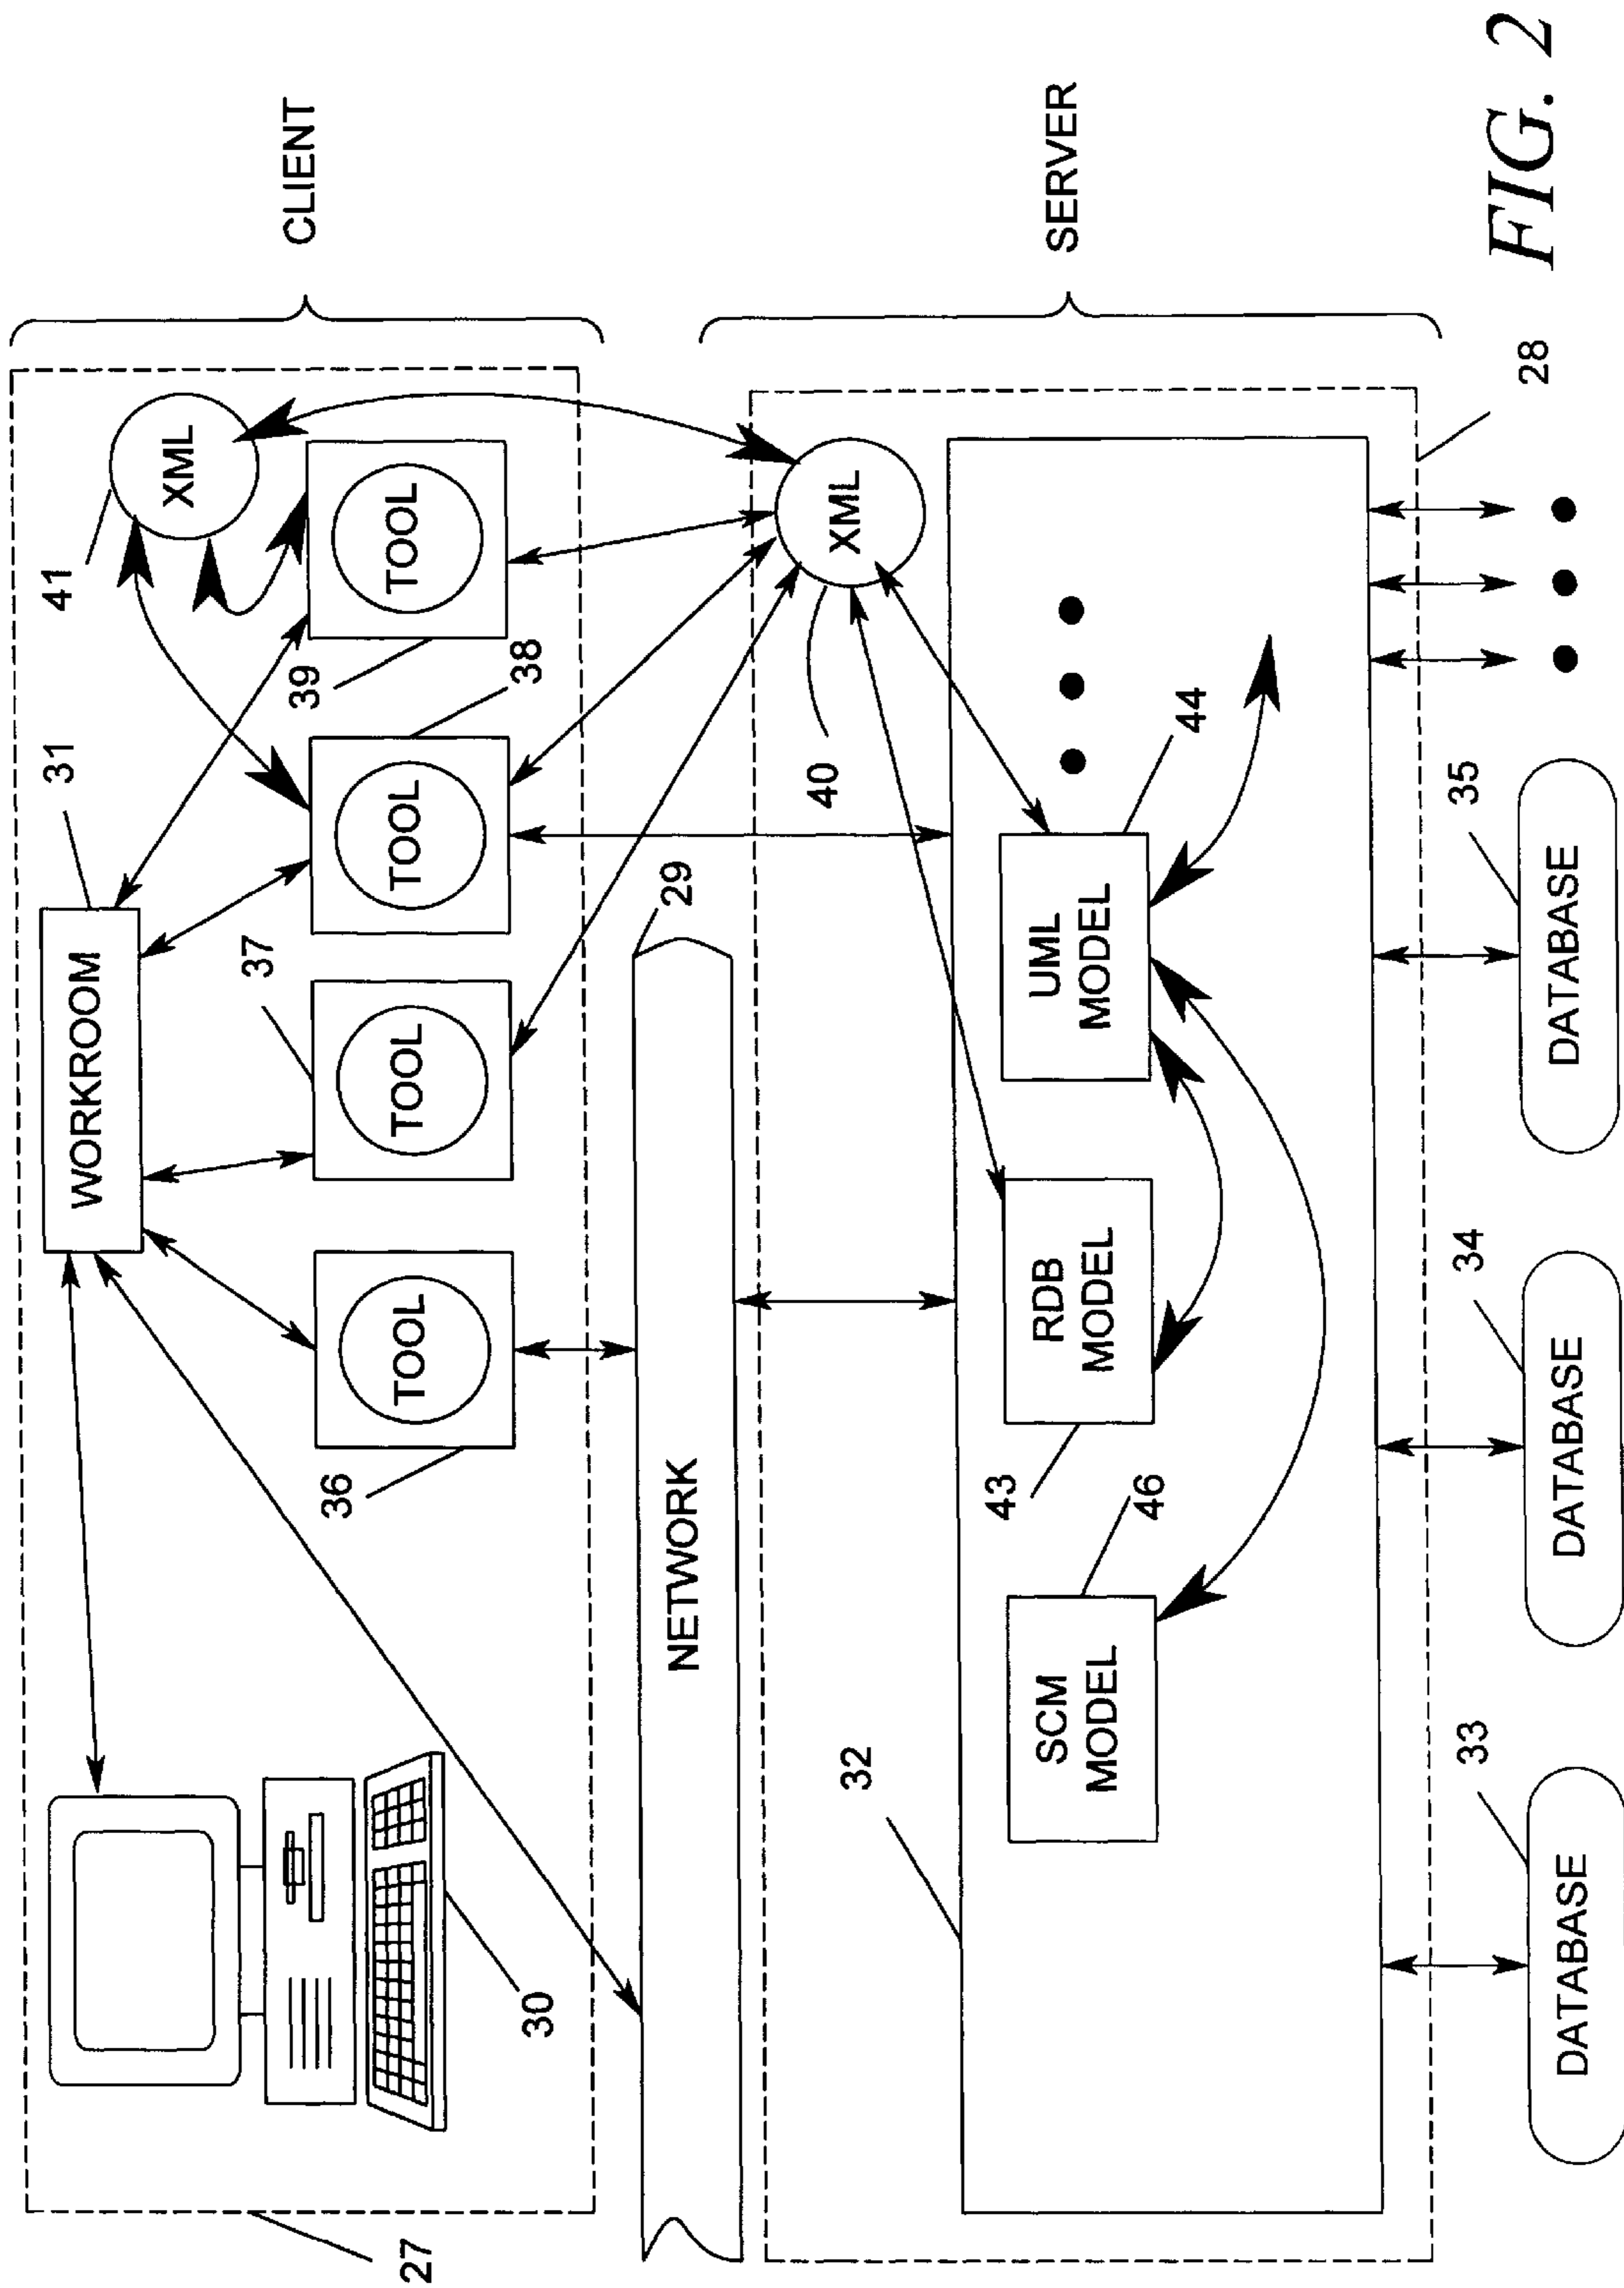 CLIENT
SERVER
FIG. 2
27
30
WORKROOM
31
41
XML
TOOL
36
TOOL
37
TOOL
38
TOOL
39
NETWORK
29
XML
40
32
SCM
MODEL
46
RDB
MODEL
43
UML
MODEL
44
28
DATABASE
33
DATABASE
34
DATABASE
35